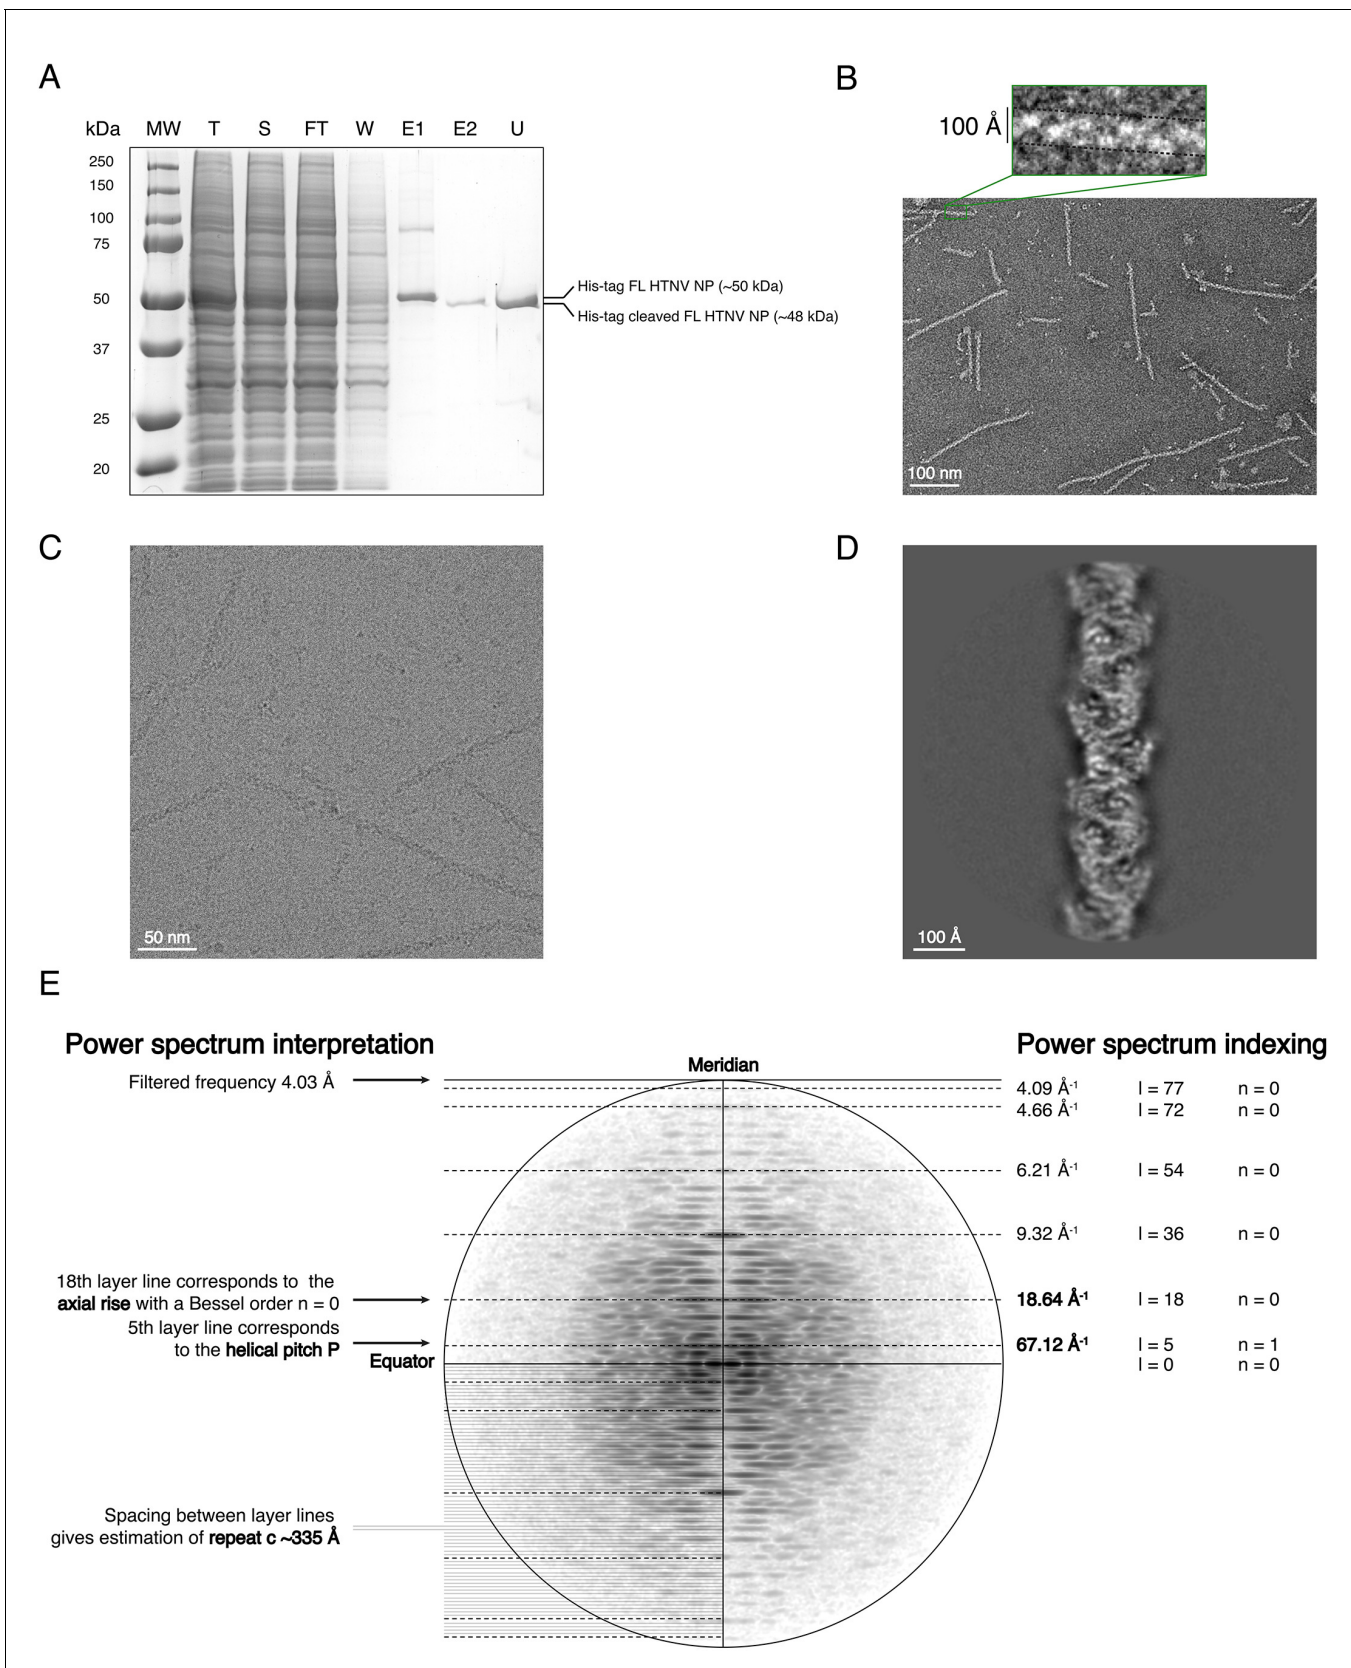 A
kDa MW T S FT W E1 E2 U
250
150
100
75
50
37
25
20
His-tag FL HTNV NP (~50 kDa)
His-tag cleaved FL HTNV NP (~48 kDa)
B
100 Å
100 nm
C
50 nm
D
100 Å
E
Power spectrum interpretation
Power spectrum indexing
Meridian
Filtered frequency 4.03 Å
4.09 Å⁻¹ l = 77 n = 0
4.66 Å⁻¹ l = 72 n = 0
6.21 Å⁻¹ l = 54 n = 0
9.32 Å⁻¹ l = 36 n = 0
18th layer line corresponds to the
axial rise with a Bessel order n = 0
18.64 Å⁻¹ l = 18 n = 0
5th layer line corresponds
to the helical pitch P
67.12 Å⁻¹ l = 5 n = 1
Equator
l = 0 n = 0
Spacing between layer lines
gives estimation of repeat c ~335 Å